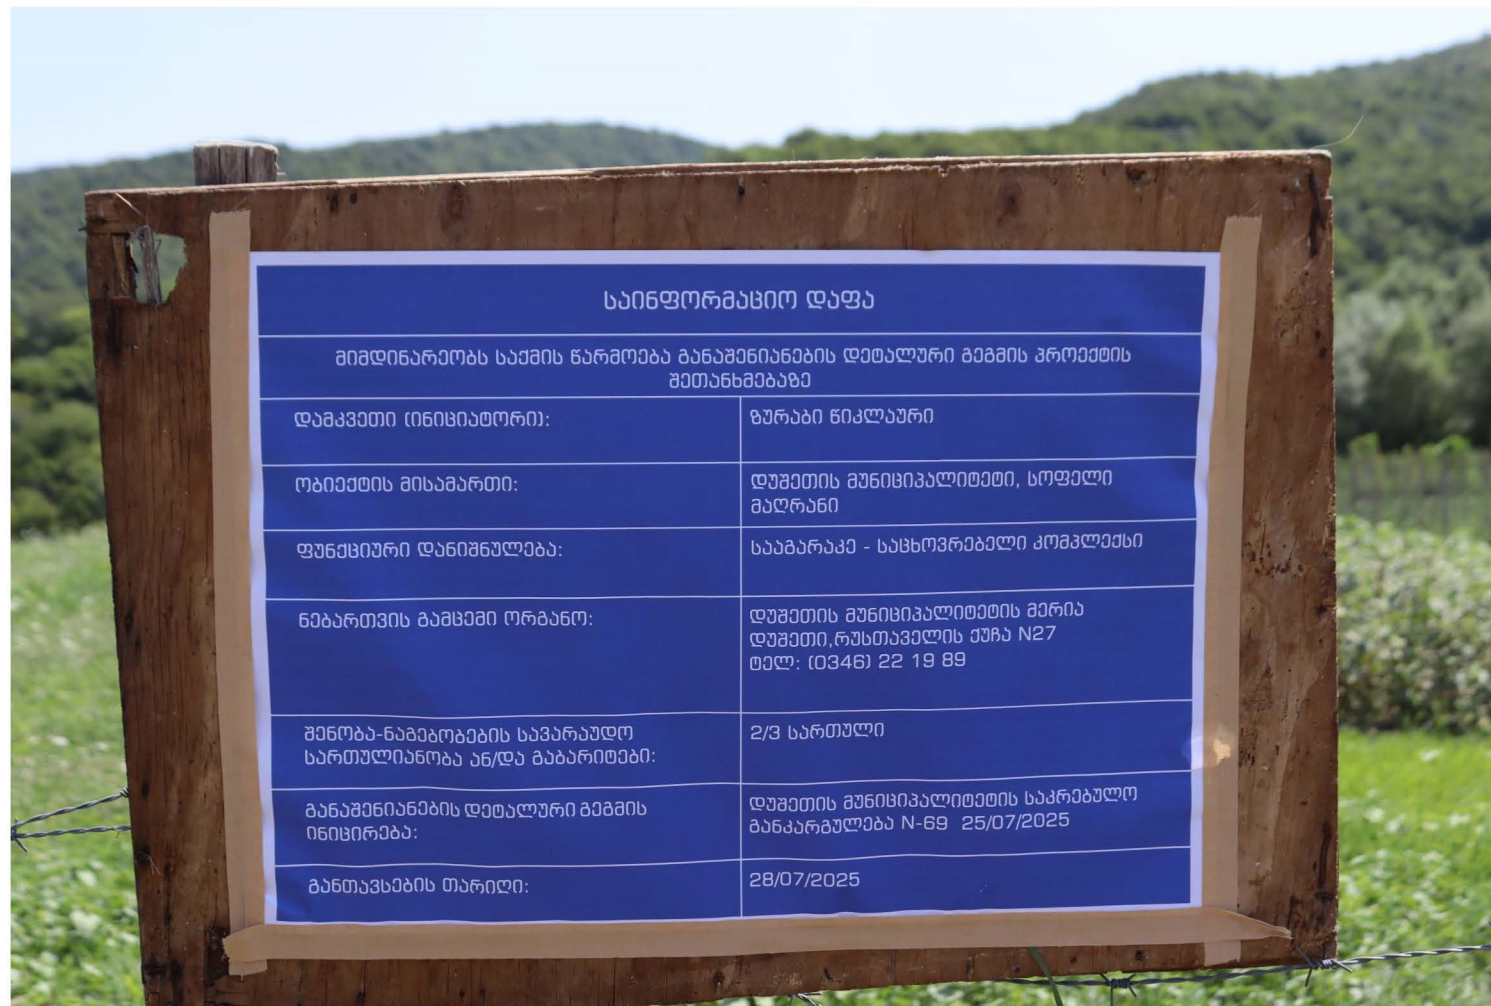 საინფორმაციო დაფა
მიმდინარეობს საქმის წარმოება განაშენიანების დეტალური გეგმის პროექტის
შეთანხმებაზე
დამკვეთი (ინიციატორი):
ზურაბი წიკლაური
ობიექტის მისამართი:
დუშეთის მუნიციპალიტეტი, სოფელი
მაღრანი
ფუნქციური დანიშნულება:
სააგარაკე - საცხოვრებელი კომპლექსი
ნებართვის გამცემი ორგანო:
დუშეთის მუნიციპალიტეტის მერია
დუშეთი,რუსთაველის ქუჩა N27
ტელ: (0346) 22 19 89
შენობა-ნაგებობების სავარაუდო
სართულიანობა ან/და გაბარიტები:
2/3 სართული
განაშენიანების დეტალური გეგმის
ინიცირება:
დუშეთის მუნიციპალიტეტის საკრებულო
განკარგულება N-69 25/07/2025
განთავსების თარიღი:
28/07/2025